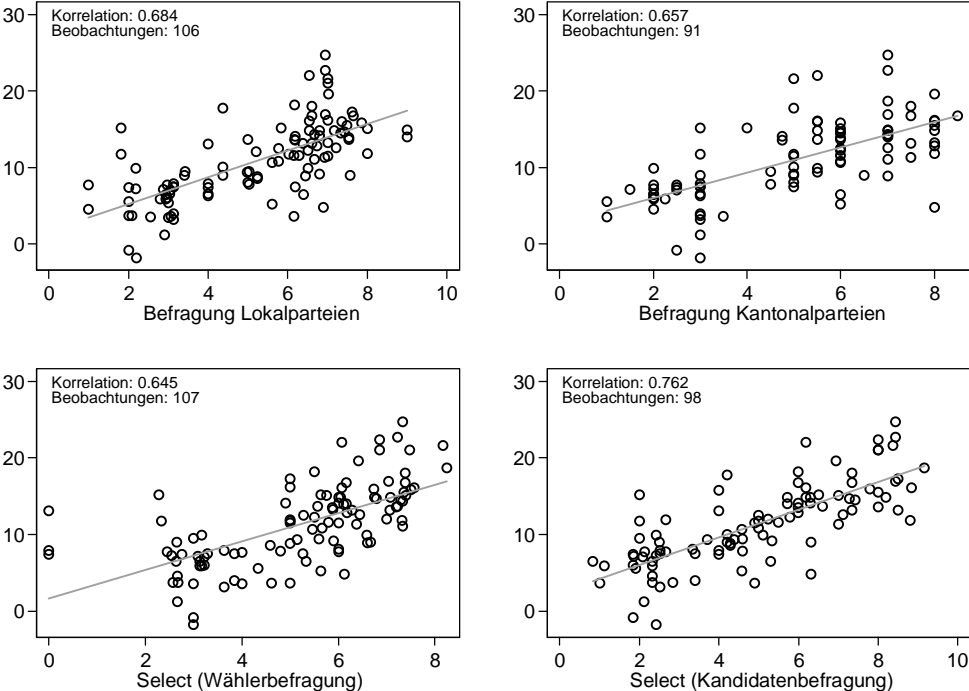 Korrelation: 0.684
Beobachtungen: 106
30
20
10
0
0 2 4 6 8 10
Befragung Lokalparteien
Korrelation: 0.657
Beobachtungen: 91
30
20
10
0
0 2 4 6 8
Befragung Kantonalparteien
Korrelation: 0.645
Beobachtungen: 107
30
20
10
0
0 2 4 6 8
Select (Wählerbefragung)
Korrelation: 0.762
Beobachtungen: 98
30
20
10
0
0 2 4 6 8 10
Select (Kandidatenbefragung)